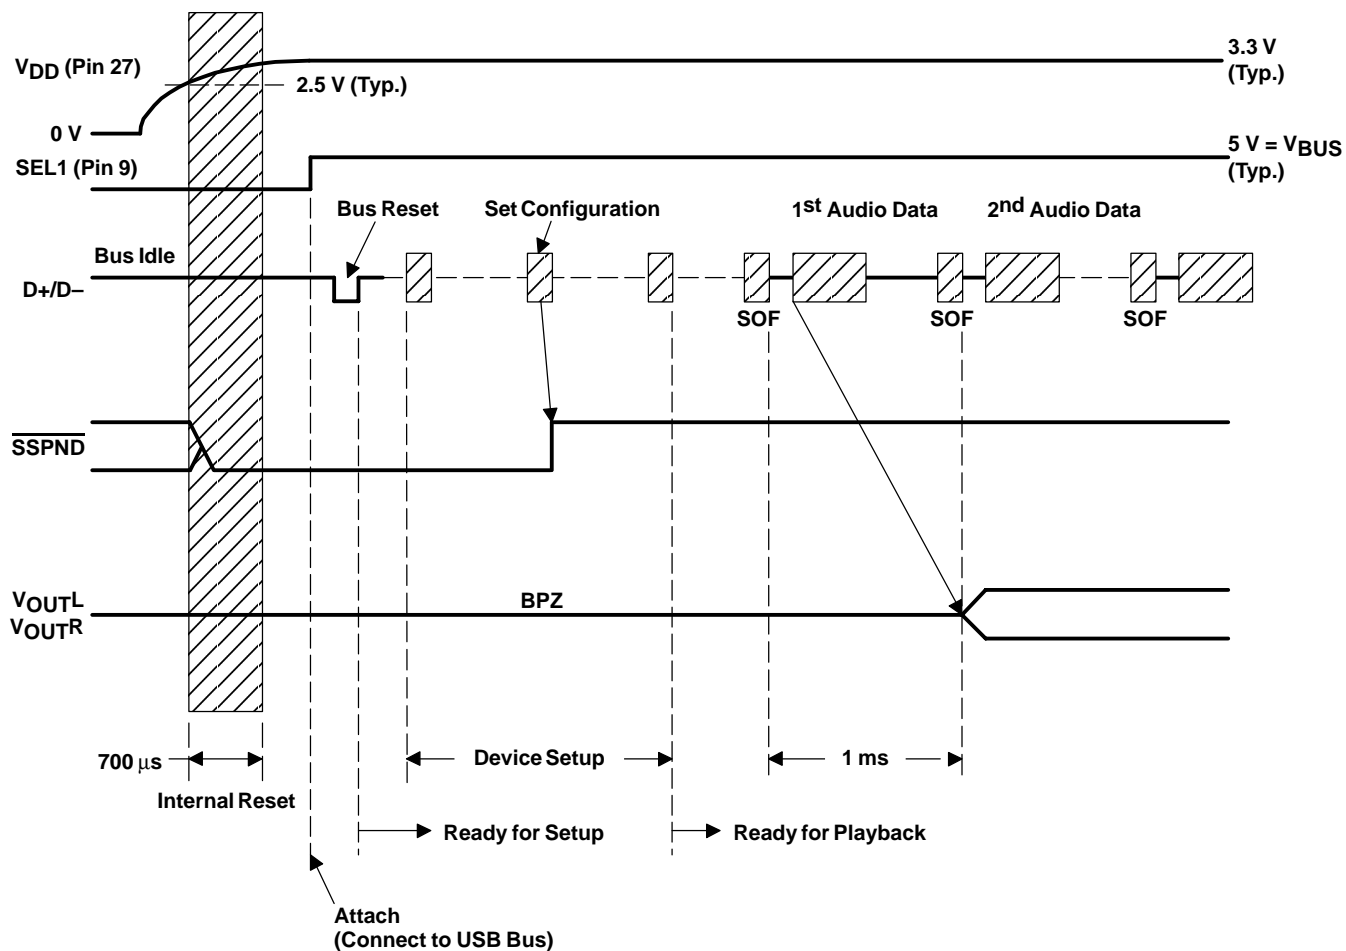 VDD (Pin 27)
3.3 V
(Typ.)
2.5 V (Typ.)
0 V
SEL1 (Pin 9)
5 V = VBUS
(Typ.)
Bus Reset
Set Configuration
1st Audio Data
2nd Audio Data
Bus Idle
D+/D–
SOF
SOF
SOF
SSPND
BPZ
VOUTL
VOUTR
700 μs
Device Setup
1 ms
Internal Reset
Ready for Setup
Ready for Playback
Attach
(Connect to USB Bus)